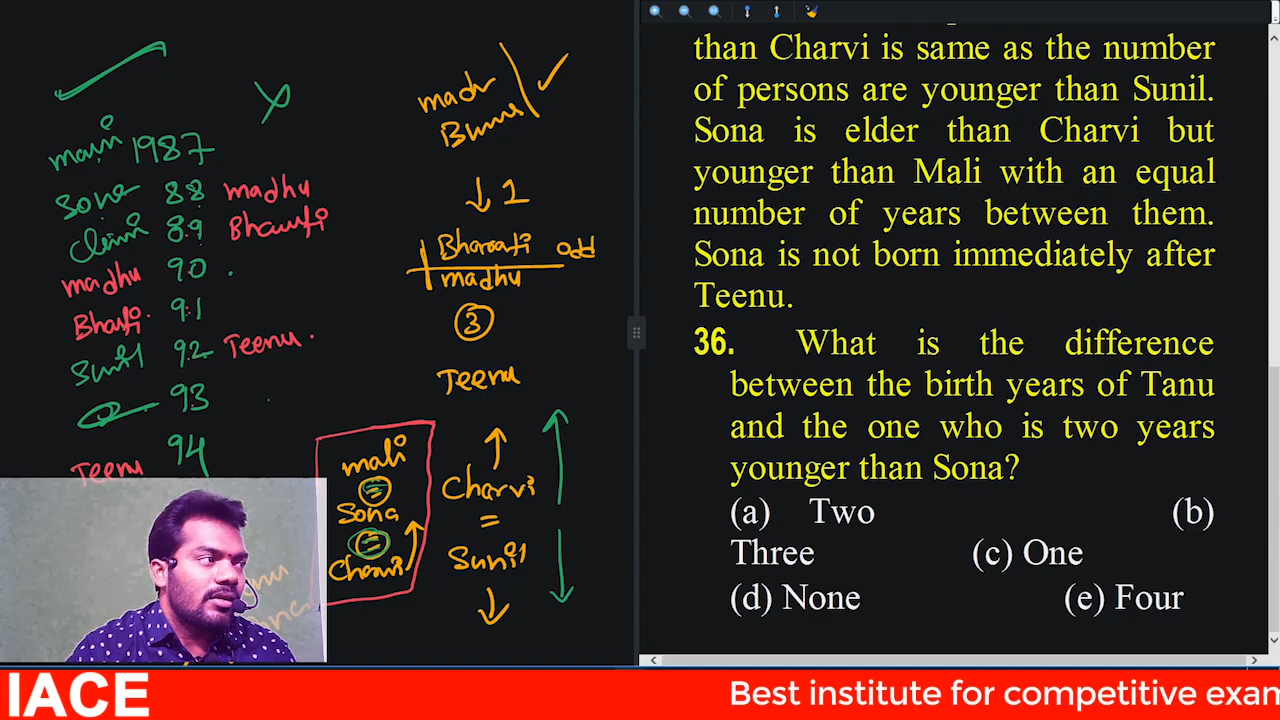 main 1987
Sona 88 madhu
89 Bharti
madhu 90
Bharti 91
Sunil 92 Teenu
93
94
Teenu
madhu
↓ 1
Bharati odd
madhu
3
Teenu
mali
=
Sona
=
Charvi
Charvi
=
Sunil
than Charvi is same as the number
of persons are younger than Sunil.
Sona is elder than Charvi but
younger than Mali with an equal
number of years between them.
Sona is not born immediately after
Teenu.
36. What is the difference
between the birth years of Tanu
and the one who is two years
younger than Sona?
(a) Two (b)
Three (c) One
(d) None (e) Four
IACE Best institute for competitive exam